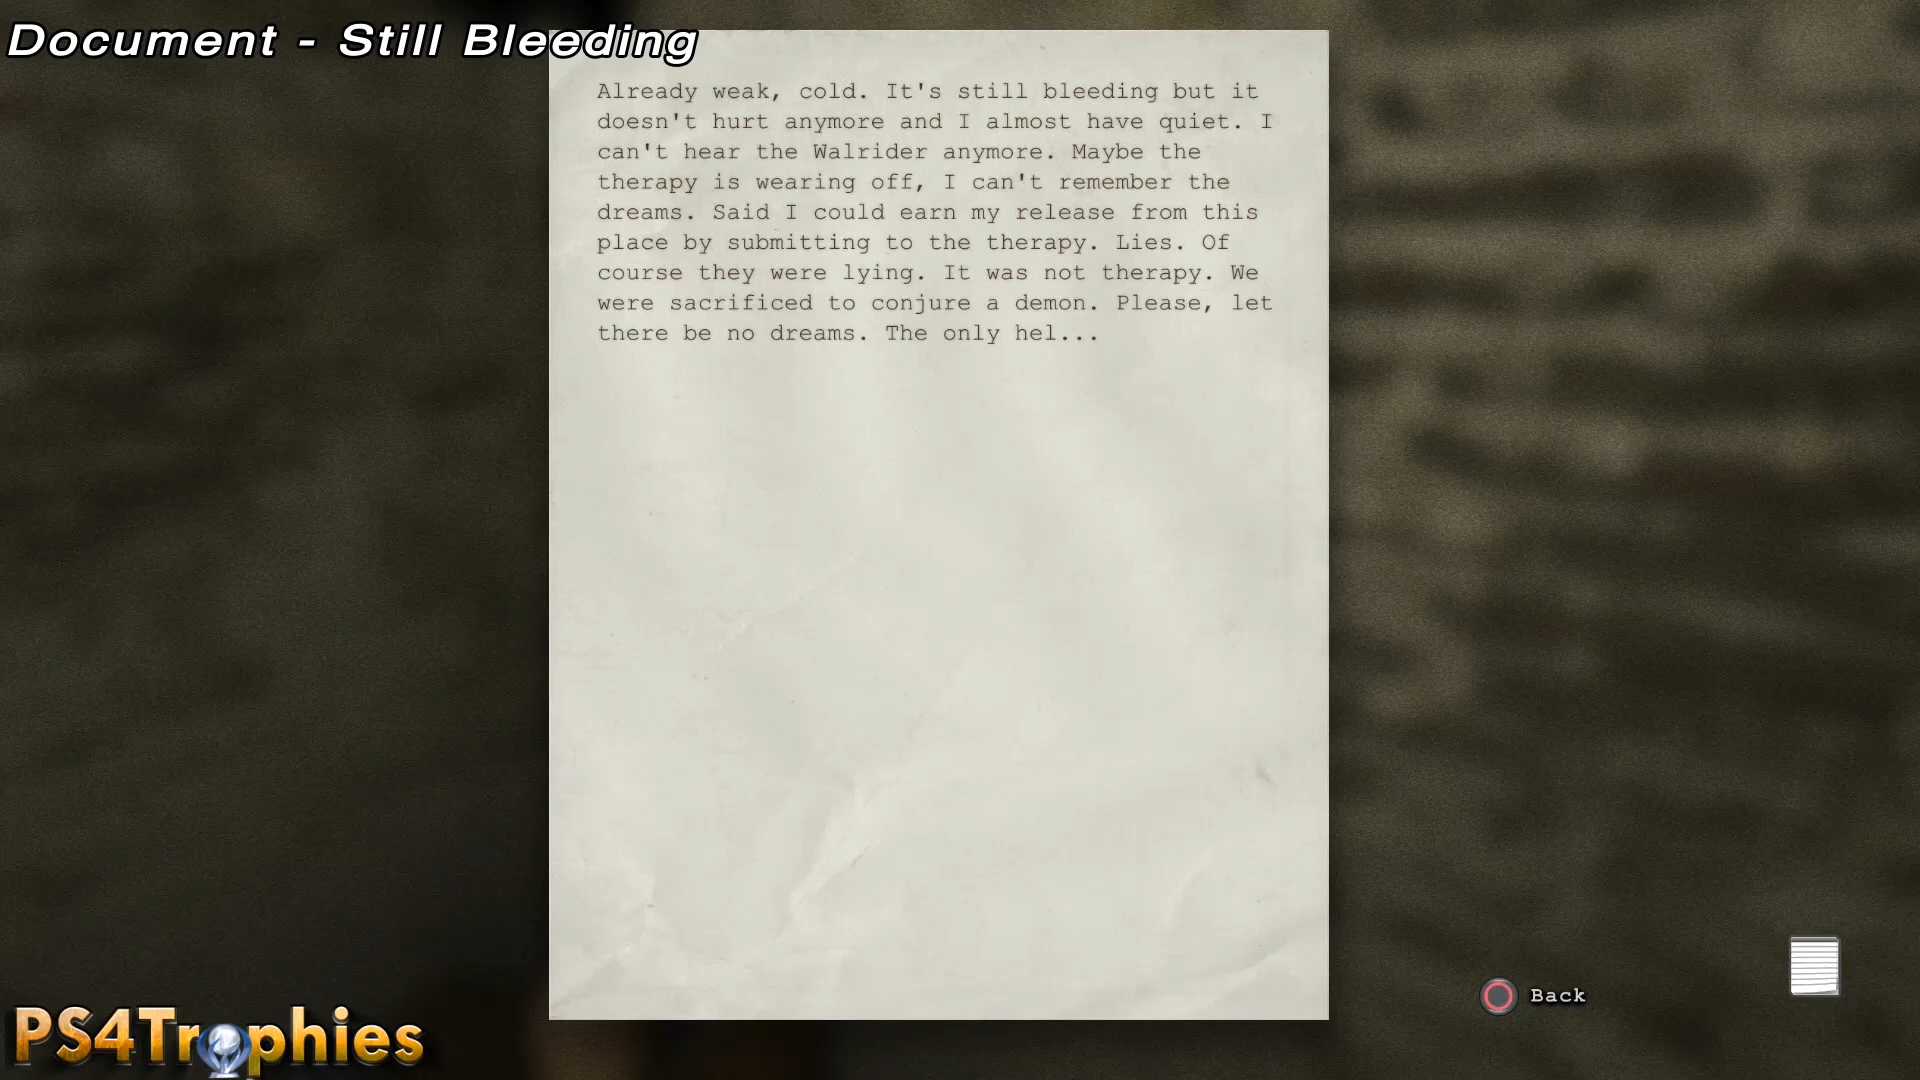 Document - Still Bleeding
Already weak, cold. It's still bleeding but it
doesn't hurt anymore and I almost have quiet. I
can't hear the Walrider anymore. Maybe the
therapy is wearing off, I can't remember the
dreams. Said I could earn my release from this
place by submitting to the therapy. Lies. Of
course they were lying. It was not therapy. We
were sacrificed to conjure a demon. Please, let
there be no dreams. The only hel...
Back
PS4Trophies